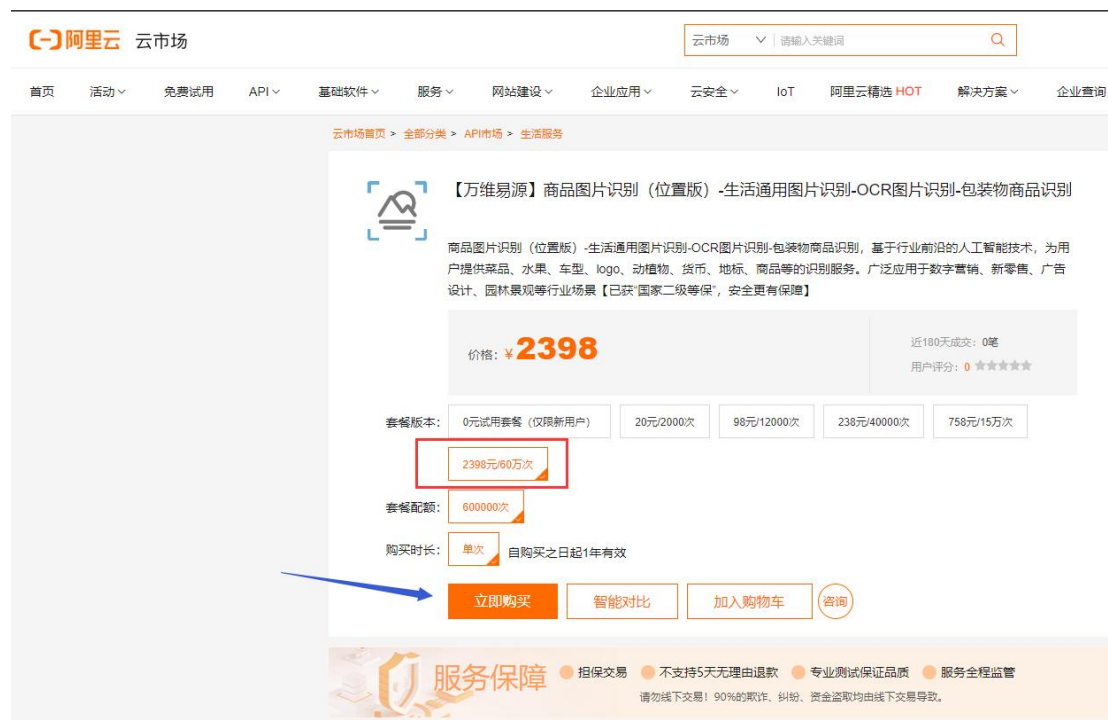 阿里云 云市场
云市场 请输入关键词
首页 活动 免费试用 API 基础软件 服务 网站建设 企业应用 云安全 IoT 阿里云精选 HOT 解决方案 企业查询
云市场首页 > 全部分类 > API市场 > 生活服务
【万维易源】商品图片识别（位置版）-生活通用图片识别-OCR图片识别-包装物商品识别
商品图片识别（位置版）-生活通用图片识别-OCR图片识别-包装物商品识别，基于行业前沿的人工智能技术，为用
户提供菜品、水果、车型、logo、动植物、货币、地标、商品等的识别服务。广泛应用于数字营销、新零售、广告
设计、园林景观等行业场景【已获“国家二级等保”，安全更有保障】
价格：¥2398
近180天成交：0笔
用户评分：0
套餐版本： 0元试用套餐（仅限新用户） 20元/2000次 98元/12000次 238元/40000次 758元/15万次
2398元/60万次
套餐配额： 600000次
购买时长： 单次 自购买之日起1年有效
立即购买 智能对比 加入购物车 咨询
服务保障 担保交易 不支持5天无理由退款 专业测试保证品质 服务全程监管
请勿线下交易！90%的欺诈、纠纷、资金盗取均由线下交易导致。